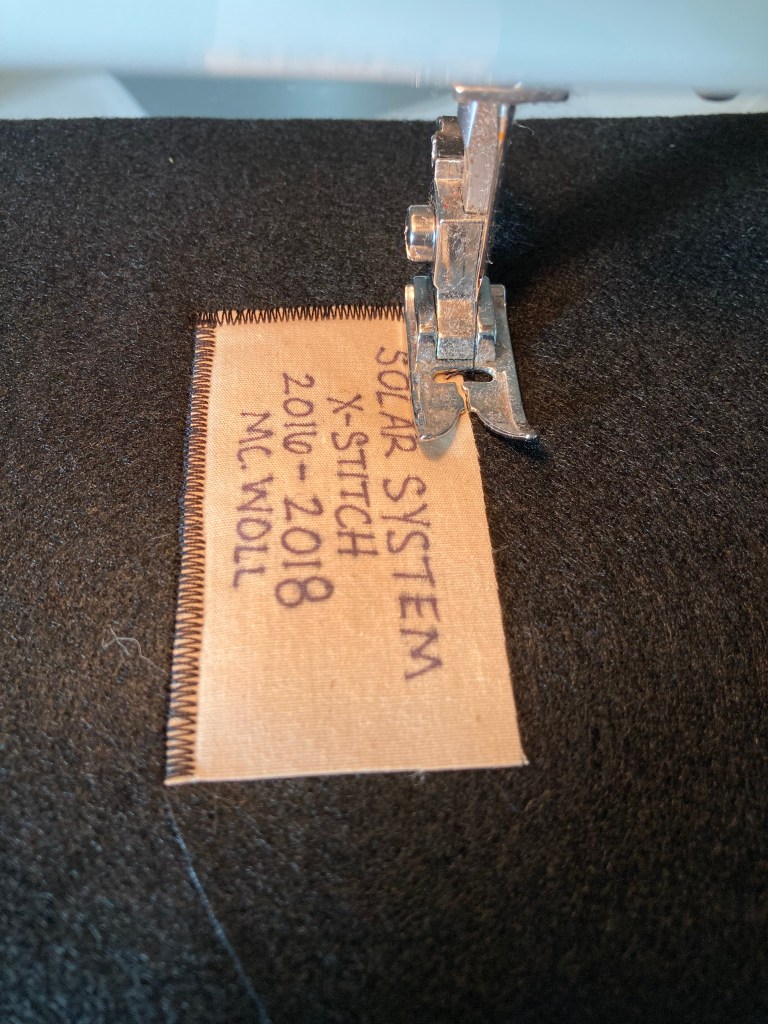 SOLAR SYSTEM
X-STITCH
2016-2018
MC WOLL